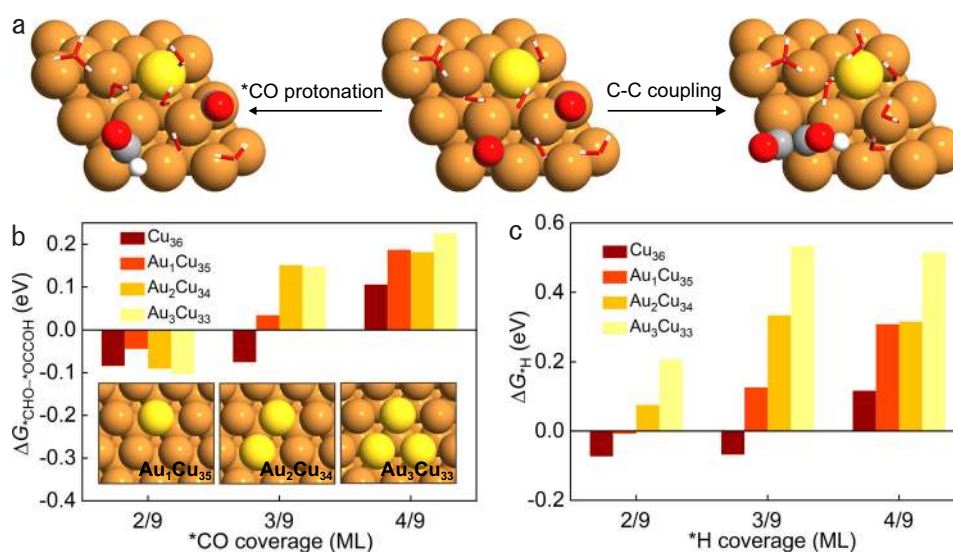 a
*CO protonation
C-C coupling
b
Cu₃₆
Au₁Cu₃₅
Au₂Cu₃₄
Au₃Cu₃₃
0.2
0.1
0.0
-0.1
-0.2
-0.3
-0.4
ΔG*CHO–*OCCOH (eV)
Au₁Cu₃₅
Au₂Cu₃₄
Au₃Cu₃₃
2/9
3/9
4/9
*CO coverage (ML)
c
Cu₃₆
Au₁Cu₃₅
Au₂Cu₃₄
Au₃Cu₃₃
0.6
0.4
0.2
0.0
-0.2
ΔG*H (eV)
2/9
3/9
4/9
*H coverage (ML)